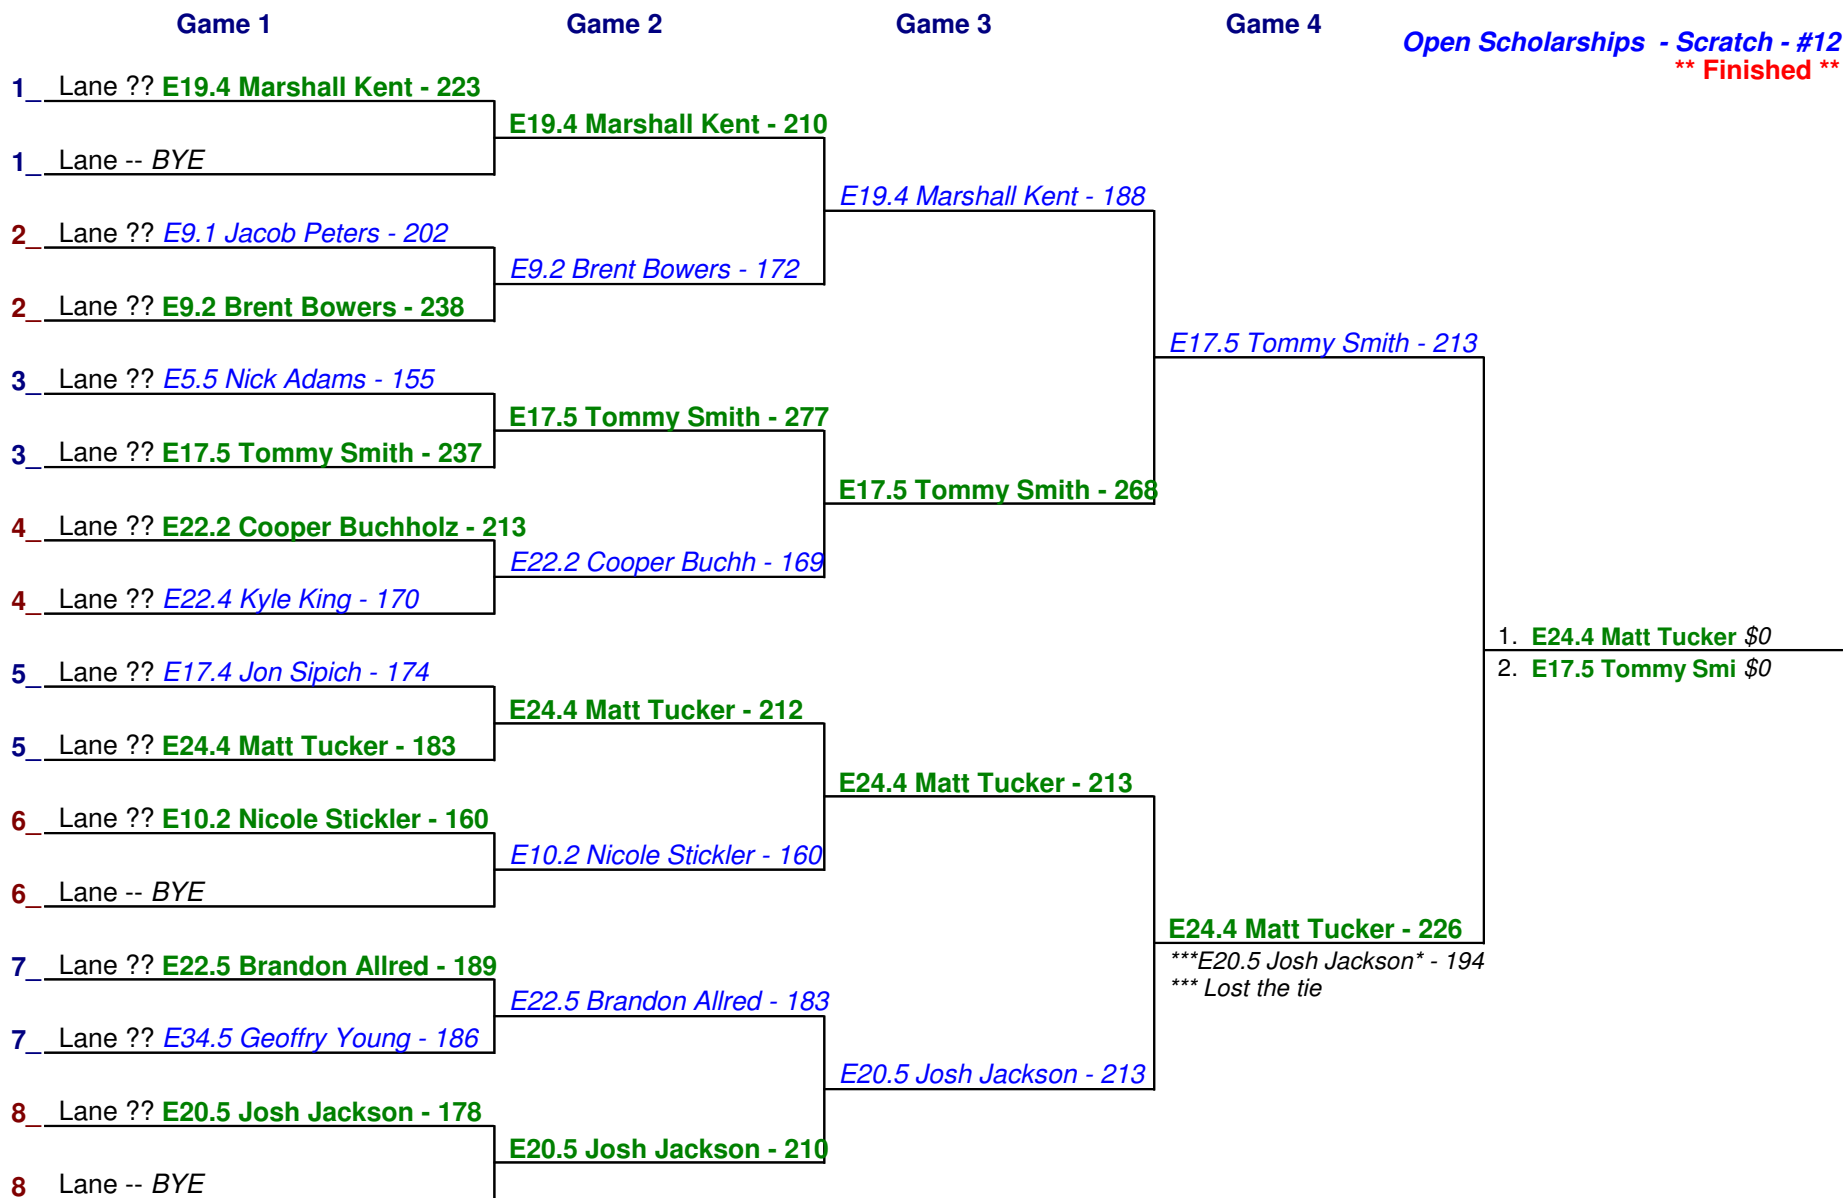 Game 1 Game 2 Game 3 Game 4
Open Scholarships - Scratch - #12
** Finished **
1_ Lane ?? E19.4 Marshall Kent - 223
E19.4 Marshall Kent - 210
1_ Lane -- BYE
E19.4 Marshall Kent - 188
2_ Lane ?? E9.1 Jacob Peters - 202
E9.2 Brent Bowers - 172
2_ Lane ?? E9.2 Brent Bowers - 238
E17.5 Tommy Smith - 213
3_ Lane ?? E5.5 Nick Adams - 155
E17.5 Tommy Smith - 277
3_ Lane ?? E17.5 Tommy Smith - 237
E17.5 Tommy Smith - 268
4_ Lane ?? E22.2 Cooper Buchholz - 213
E22.2 Cooper Buchh - 169
4_ Lane ?? E22.4 Kyle King - 170
1. E24.4 Matt Tucker $0
2. E17.5 Tommy Smi $0
5_ Lane ?? E17.4 Jon Sipich - 174
E24.4 Matt Tucker - 212
5_ Lane ?? E24.4 Matt Tucker - 183
E24.4 Matt Tucker - 213
6_ Lane ?? E10.2 Nicole Stickler - 160
E10.2 Nicole Stickler - 160
6_ Lane -- BYE
E24.4 Matt Tucker - 226
***E20.5 Josh Jackson* - 194
*** Lost the tie
7_ Lane ?? E22.5 Brandon Allred - 189
E22.5 Brandon Allred - 183
7_ Lane ?? E34.5 Geoffry Young - 186
E20.5 Josh Jackson - 213
8_ Lane ?? E20.5 Josh Jackson - 178
E20.5 Josh Jackson - 210
8 Lane -- BYE